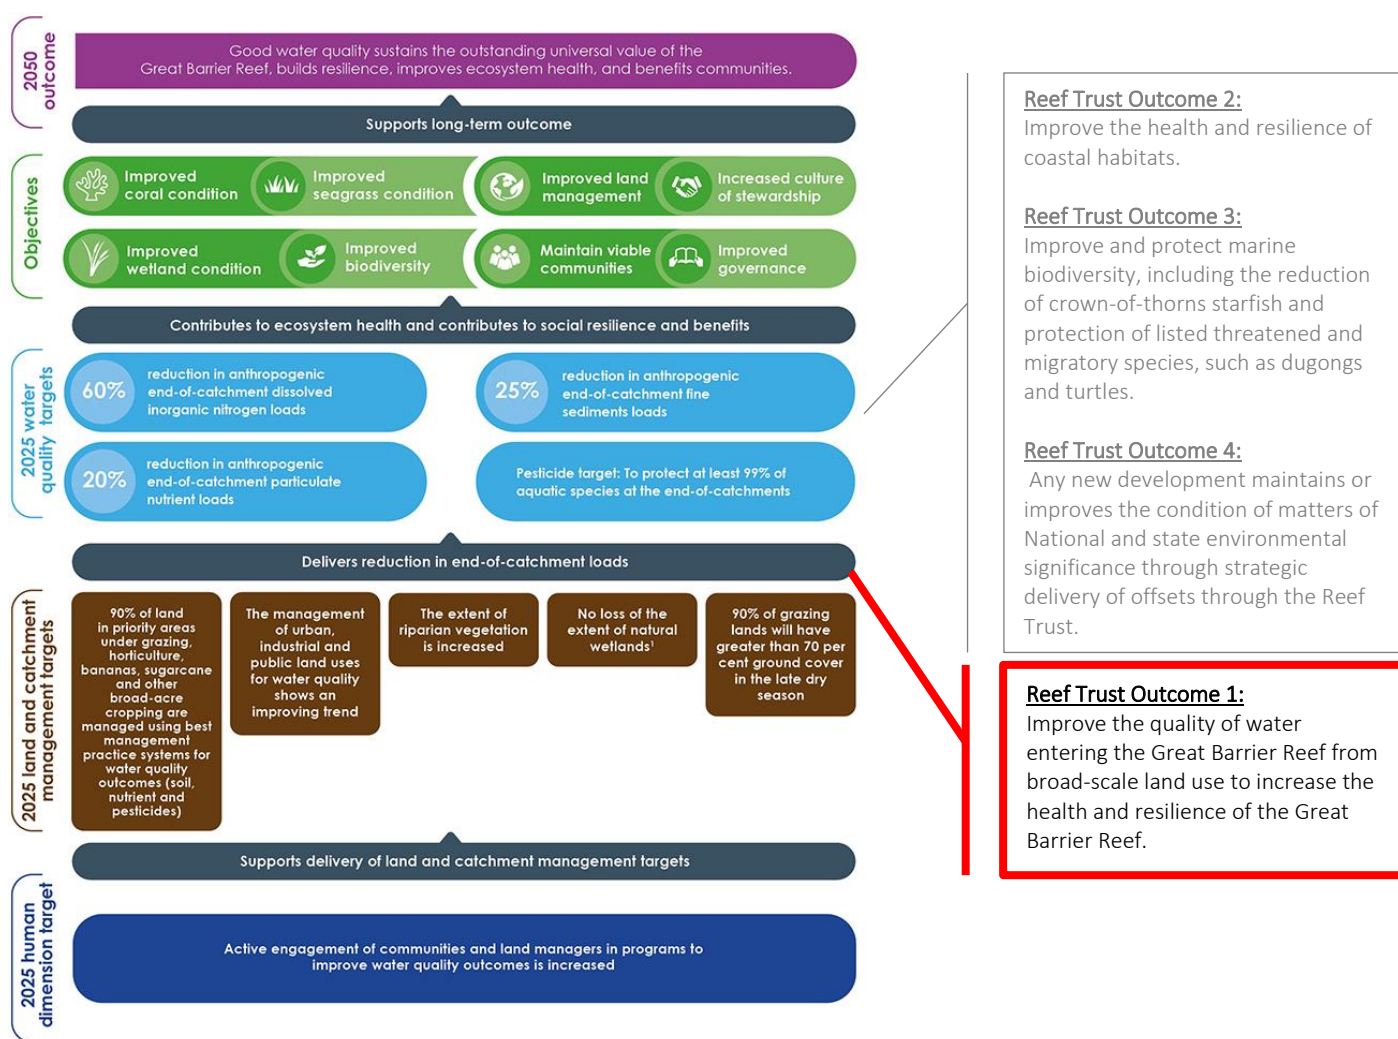 2050
outcome
Good water quality sustains the outstanding universal value of the
Great Barrier Reef, builds resilience, improves ecosystem health, and benefits communities.
Supports long-term outcome
Objectives
Improved
coral condition
Improved
seagrass condition
Improved land
management
Increased culture
of stewardship
Improved
wetland condition
Improved
biodiversity
Maintain viable
communities
Improved
governance
Contributes to ecosystem health and contributes to social resilience and benefits
2025 water
quality targets
60%
reduction in anthropogenic
end-of-catchment dissolved
inorganic nitrogen loads
25%
reduction in anthropogenic
end-of-catchment fine
sediments loads
20%
reduction in anthropogenic
end-of-catchment particulate
nutrient loads
Pesticide target: To protect at least 99% of
aquatic species at the end-of-catchments
Delivers reduction in end-of-catchment loads
2025 land and catchment
management targets
90% of land
in priority areas
under grazing,
horticulture,
bananas, sugarcane
and other
broad-acre
cropping are
managed using best
management
practice systems for
water quality
outcomes (soil,
nutrient and
pesticides)
The management
of urban,
industrial and
public land uses
for water quality
shows an
improving trend
The extent of
riparian vegetation
is increased
No loss of the
extent of natural
wetlands¹
90% of grazing
lands will have
greater than 70 per
cent ground cover
in the late dry
season
Supports delivery of land and catchment management targets
2025 human
dimension target
Active engagement of communities and land managers in programs to
improve water quality outcomes is increased
Reef Trust Outcome 2:
Improve the health and resilience of
coastal habitats.
Reef Trust Outcome 3:
Improve and protect marine
biodiversity, including the reduction
of crown-of-thorns starfish and
protection of listed threatened and
migratory species, such as dugongs
and turtles.
Reef Trust Outcome 4:
Any new development maintains or
improves the condition of matters of
National and state environmental
significance through strategic
delivery of offsets through the Reef
Trust.
Reef Trust Outcome 1:
Improve the quality of water
entering the Great Barrier Reef from
broad-scale land use to increase the
health and resilience of the Great
Barrier Reef.